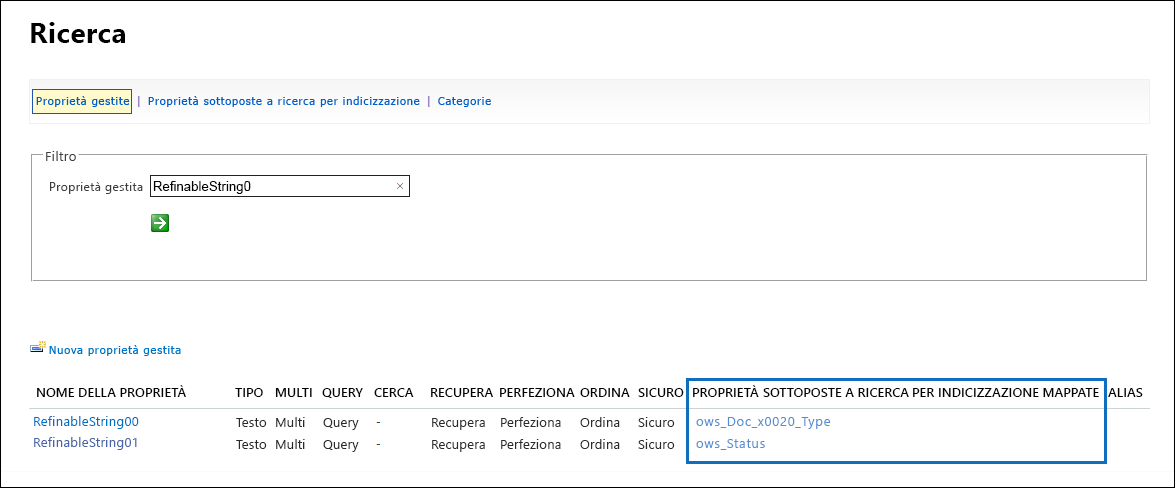 Ricerca
Proprietà gestite | Proprietà sottoposte a ricerca per indicizzazione | Categorie
Filtro
Proprietà gestita RefinableString0 ×
Nuova proprietà gestita
NOME DELLA PROPRIETÀ TIPO MULTI QUERY CERCA RECUPERA PERFEZIONA ORDINA SICURO PROPRIETÀ SOTTOPOSTE A RICERCA PER INDICIZZAZIONE MAPPATE ALIAS
RefinableString00 Testo Multi Query - Recupera Perfeziona Ordina Sicuro ows_Doc_x0020_Type
RefinableString01 Testo Multi Query - Recupera Perfeziona Ordina Sicuro ows_Status